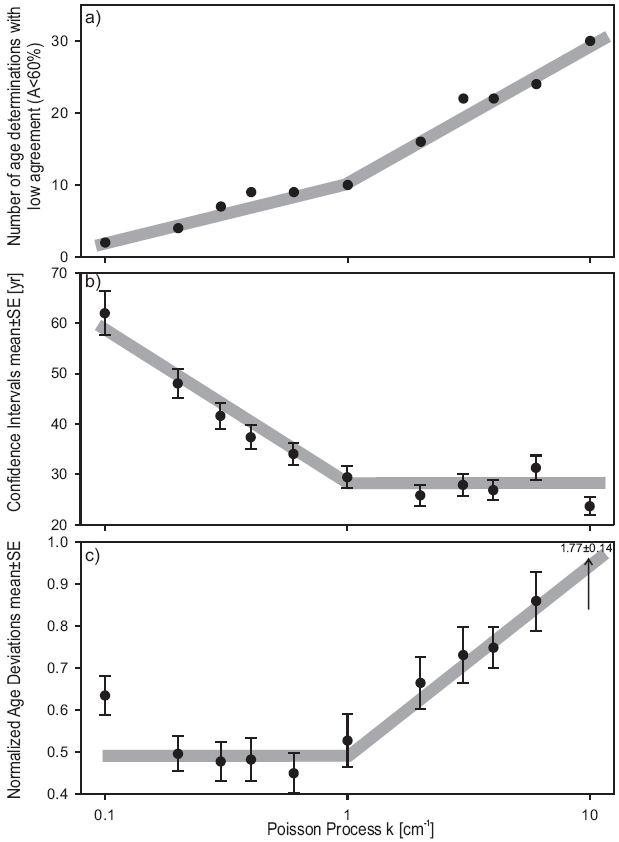 a)
Number of age determinations with
low agreement (A<60%)
30
20
10
0
b)
Confidence Intervals mean±SE [yr]
70
60
50
40
30
20
c)
Normalized Age Deviations mean±SE
1.0
0.9
0.8
0.7
0.6
0.5
0.4
1.77±0.14
0.1 1 10
Poisson Process k [cm⁻¹]